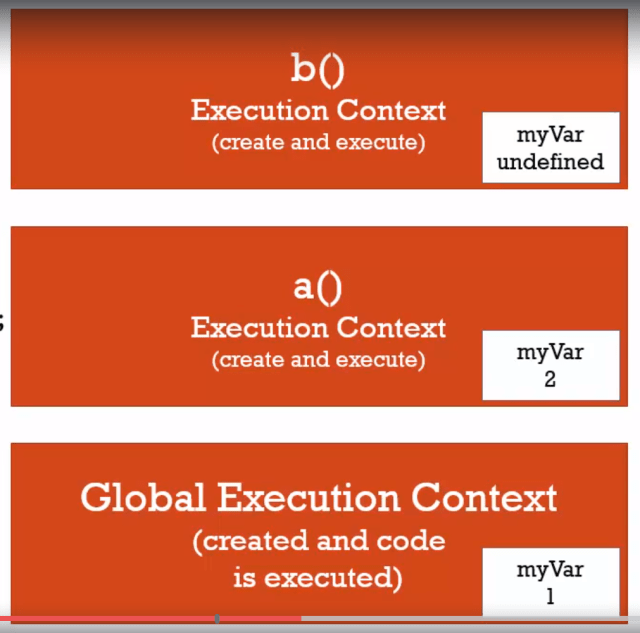 b()
Execution Context
(create and execute)
myVar
undefined
a()
Execution Context
(create and execute)
myVar
2
;
Global Execution Context
(created and code
is executed)
myVar
1